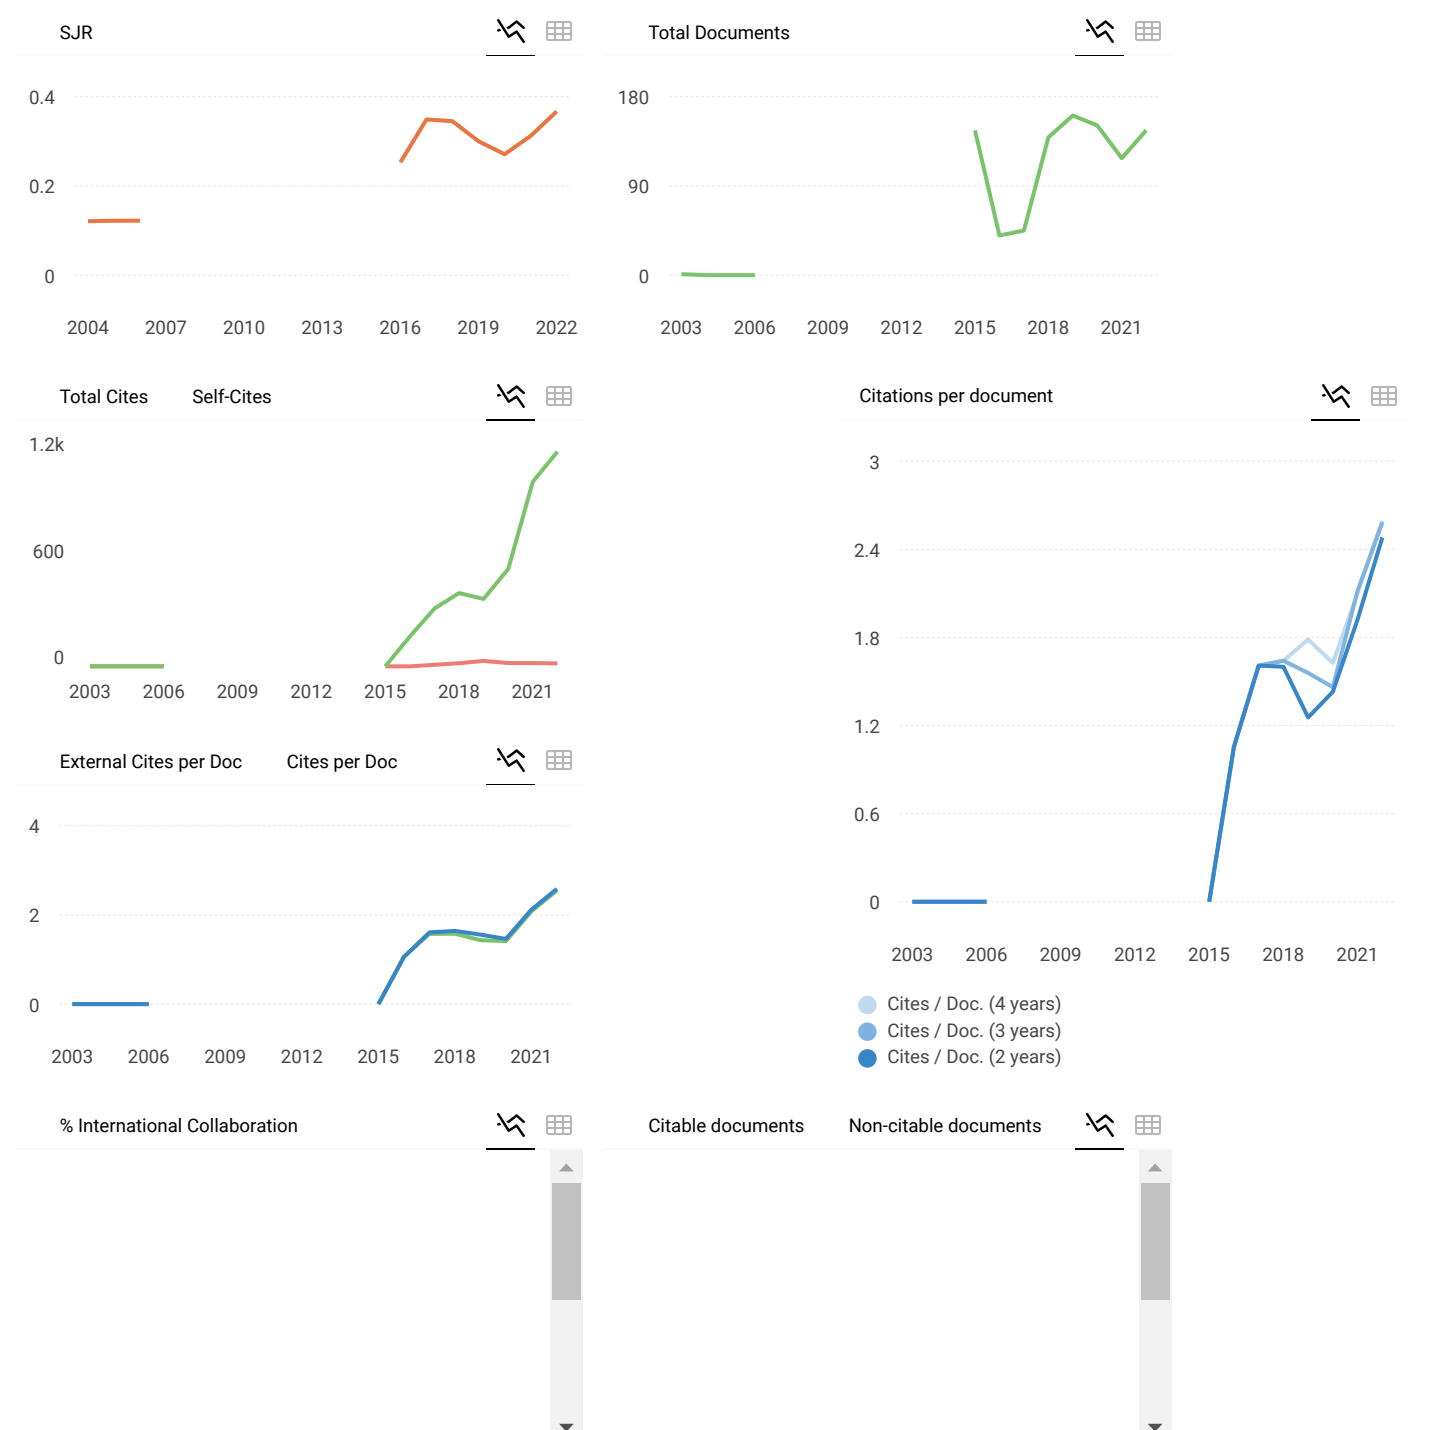 SJR
0.4
0.2
0
2004 2007 2010 2013 2016 2019 2022
Total Documents
180
90
0
2003 2006 2009 2012 2015 2018 2021
Total Cites Self-Cites
1.2k
600
0
2003 2006 2009 2012 2015 2018 2021
Citations per document
3
2.4
1.8
1.2
0.6
0
2003 2006 2009 2012 2015 2018 2021
Cites / Doc. (4 years)
Cites / Doc. (3 years)
Cites / Doc. (2 years)
External Cites per Doc Cites per Doc
4
2
0
2003 2006 2009 2012 2015 2018 2021
% International Collaboration
Citable documents Non-citable documents